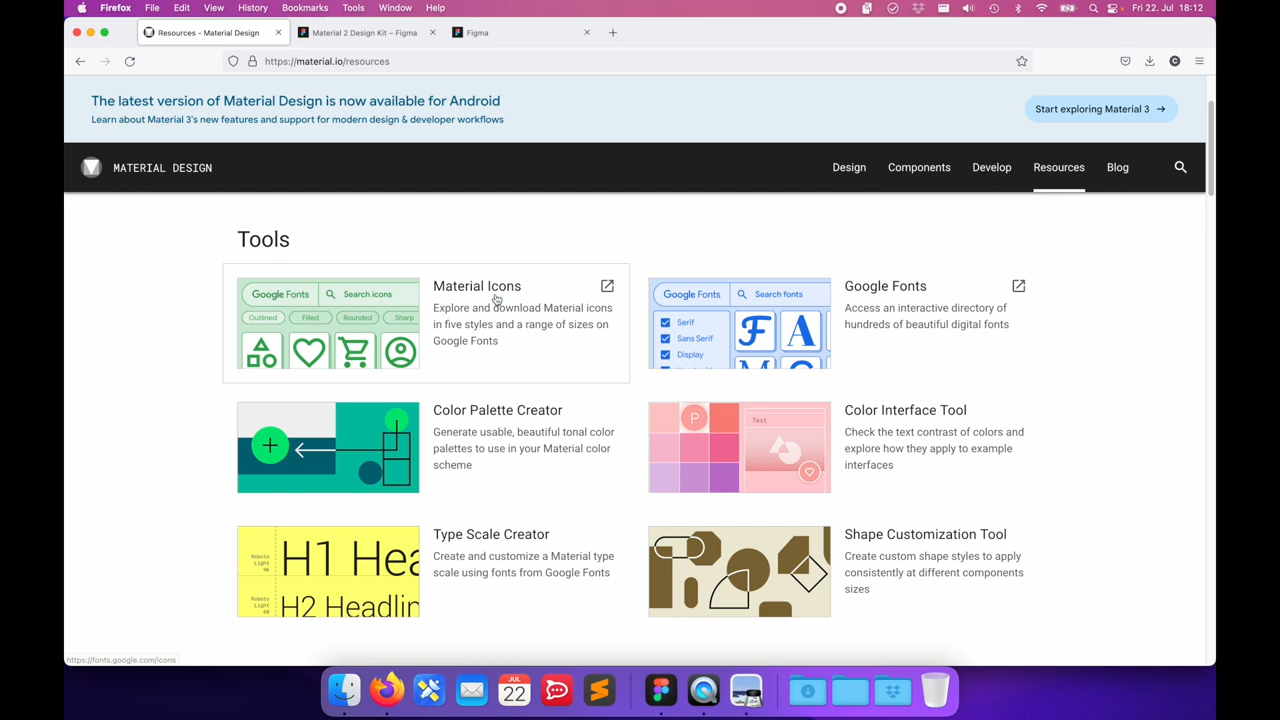 Firefox File Edit View History Bookmarks Tools Window Help
Fri 22. Jul 18:12
Resources - Material Design
Material 2 Design Kit – Figma
Figma
https://material.io/resources
The latest version of Material Design is now available for Android
Learn about Material 3's new features and support for modern design & developer workflows
Start exploring Material 3
MATERIAL DESIGN
Design Components Develop Resources Blog
Tools
Google Fonts Search icons
Outlined Filled Rounded Sharp
Material Icons
Explore and download Material icons
in five styles and a range of sizes on
Google Fonts
Google Fonts Search fonts
Serif
Sans Serif
Display
F A
Google Fonts
Access an interactive directory of
hundreds of beautiful digital fonts
Color Palette Creator
Generate usable, beautiful tonal color
palettes to use in your Material color
scheme
P
Text
Color Interface Tool
Check the text contrast of colors and
explore how they apply to example
interfaces
Roboto
Light
96
H1 Hea
Roboto
Light
60
H2 Headlin
Type Scale Creator
Create and customize a Material type
scale using fonts from Google Fonts
Shape Customization Tool
Create custom shape styles to apply
consistently at different components
sizes
https://fonts.google.com/icons
JUL
22